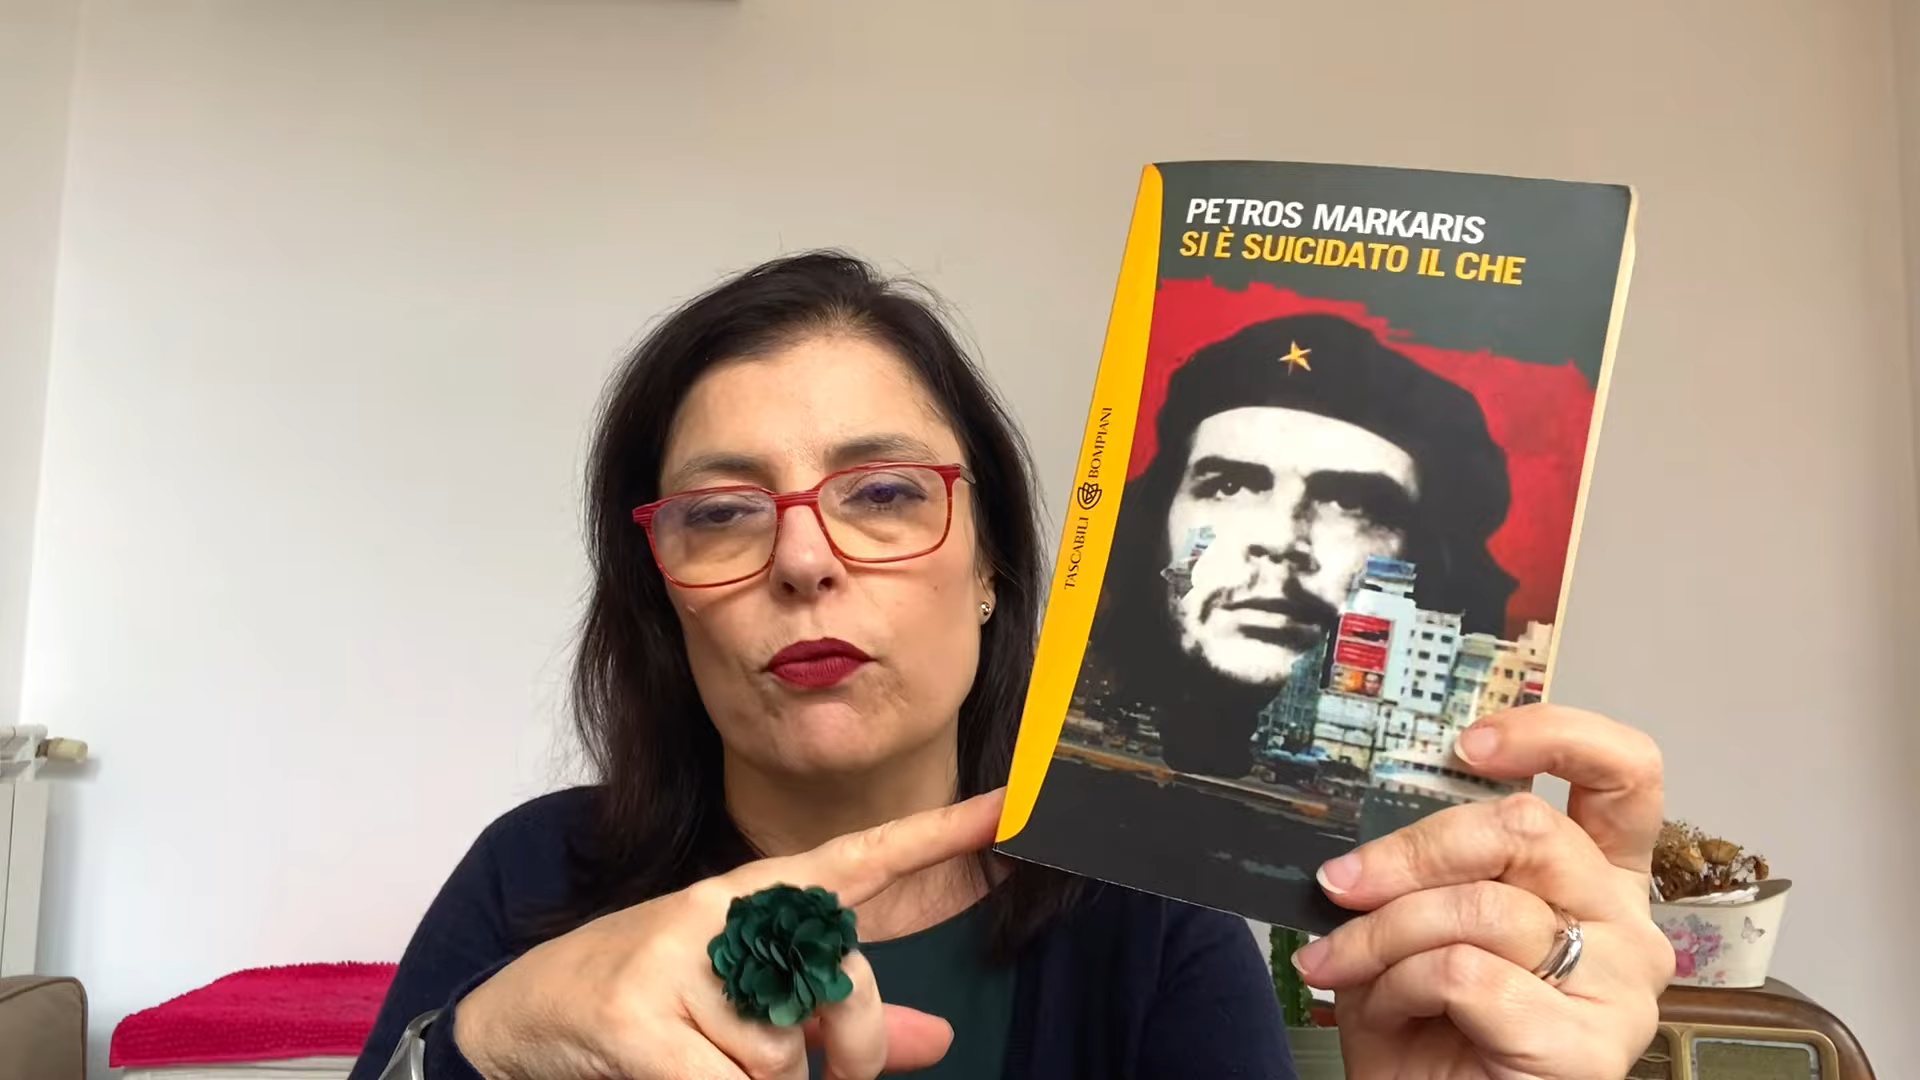 PETROS MARKARIS
SI È SUICIDATO IL CHE
TASCABILI BOMPIANI